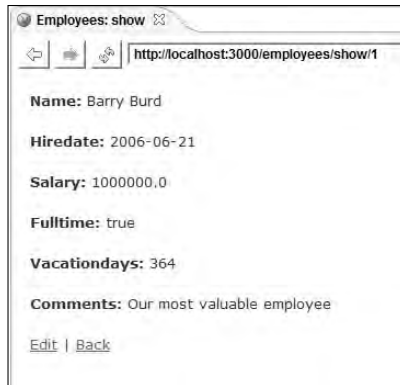 Employees: show
http://localhost:3000/employees/show/1
Name: Barry Burd
Hiredate: 2006-06-21
Salary: 1000000.0
Fulltime: true
Vacationdays: 364
Comments: Our most valuable employee
Edit | Back